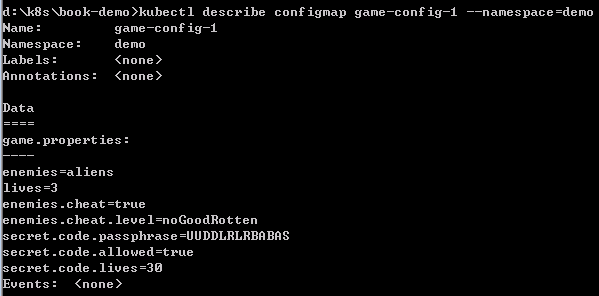 d:\k8s\book-demo>kubectl describe configmap game-config-1 --namespace=demo
Name:         game-config-1
Namespace:    demo
Labels:       <none>
Annotations:  <none>

Data
====
game.properties:
----
enemies=aliens
lives=3
enemies.cheat=true
enemies.cheat.level=noGoodRotten
secret.code.passphrase=UUDDLRLRBABAS
secret.code.allowed=true
secret.code.lives=30
Events:  <none>